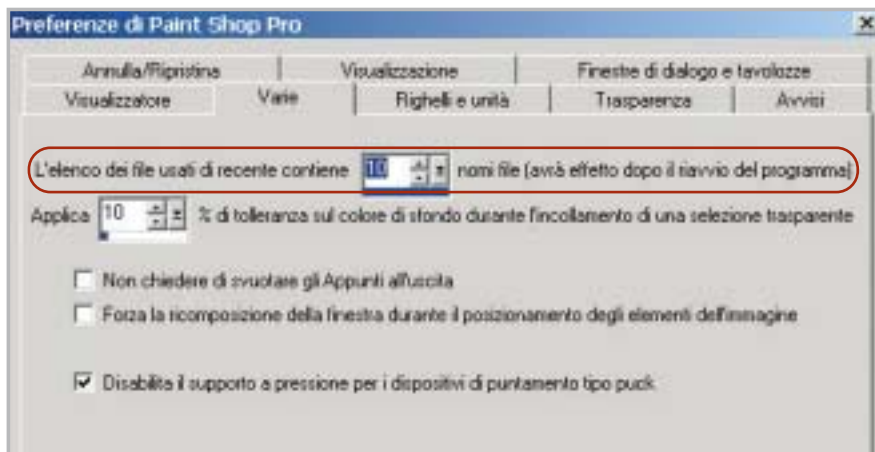 Preferenze di Paint Shop Pro
Annulla/Ripristina Visualizzazione Finestre di dialogo e tavolozze
Visualizzatore Varie Righelli e unità Trasparenza Avvisi
L'elenco dei file usati di recente contiene 10 nomi file (avrà effetto dopo il riavvio del programma)
Applica 10 % di tolleranza sul colore di sfondo durante l'incollamento di una selezione trasparente
Non chiedere di svuotare gli Appunti all'uscita
Forza la ricomposizione della finestra durante il posizionamento degli elementi dell'immagine
Disabilita il supporto a pressione per i dispositivi di puntamento tipo puck